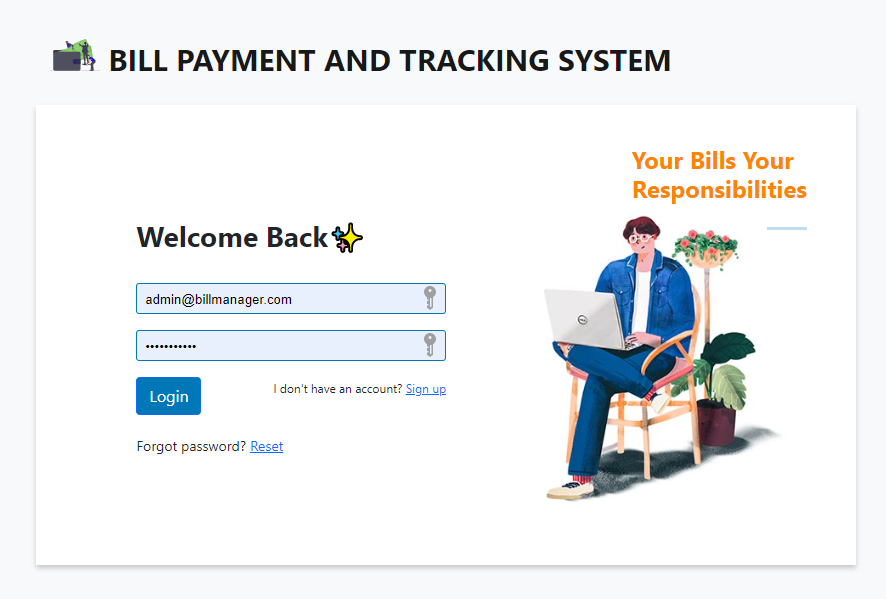 BILL PAYMENT AND TRACKING SYSTEM
Your Bills Your
Responsibilities
Welcome Back✨
admin@billmanager.com
•••••••••••
Login
I don't have an account? Sign up
Forgot password? Reset
DELL